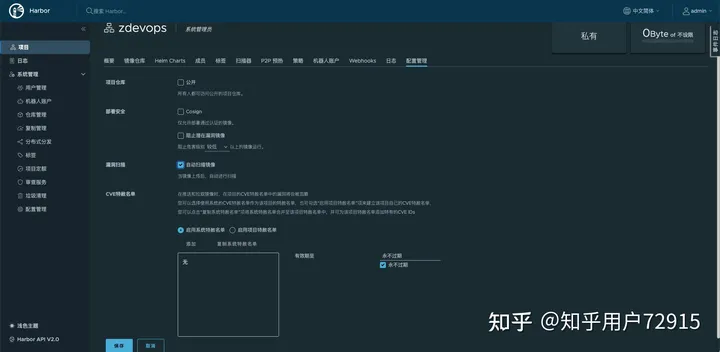 Harbor
搜索 Harbor...
中文简体
admin
项目
日志
系统管理
用户管理
机器人账户
仓库管理
复制管理
分布式分发
标签
项目定额
审查服务
垃圾清理
配置管理
浅色主题
Harbor API V2.0
zdevops
系统管理员
私有
0Byte of 不设限
事件日志
概要 镜像仓库 Helm Charts 成员 标签 扫描器 P2P 预热 策略 机器人账户 Webhooks 日志 配置管理
项目仓库
公开
所有人都可访问公开的项目仓库。
部署安全
Cosign
仅允许部署通过认证的镜像。
阻止潜在漏洞镜像
阻止危害级别 较低 以上的镜像运行。
漏洞扫描
自动扫描镜像
当镜像上传后，自动进行扫描
CVE特赦名单
在推送和拉取镜像时，在项目的CVE特赦名单中的漏洞将会被忽略
您可以选择使用系统的CVE特赦名单作为该项目的特赦名单，也可勾选“启用项目特赦名单”项来建立该项目自己的CVE特赦名单，
您可以点击“复制系统特赦名单”项将系统特赦名单合并至该项目特赦名单中，并可为该项目特赦名单添加特有的CVE IDs
启用系统特赦名单 启用项目特赦名单
添加 复制系统特赦名单
无
有效期至
永不过期
永不过期
保存 取消
知乎 @知乎用户72915